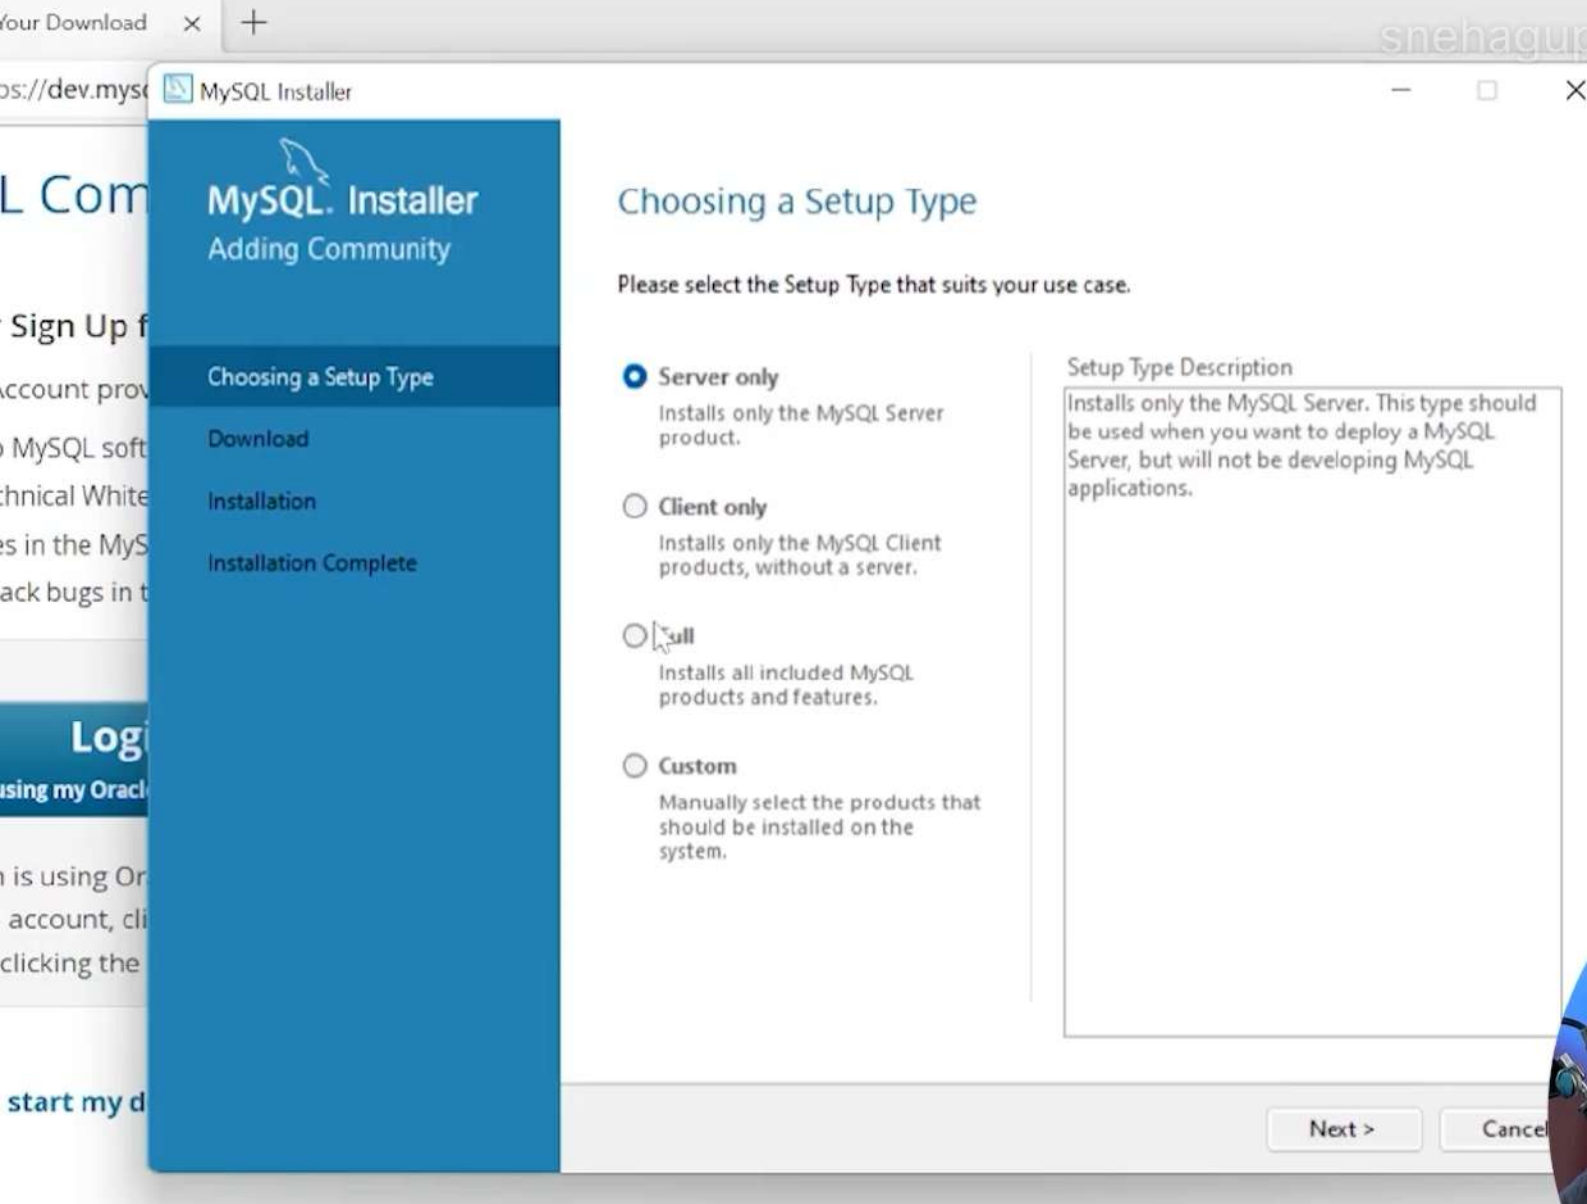 Your Download
snehagup
ps://dev.mysq
MySQL Installer
L Com
MySQL. Installer
Adding Community
Choosing a Setup Type
Please select the Setup Type that suits your use case.
Sign Up f
Account prov
MySQL soft
chnical White
es in the MyS
ack bugs in t
Logi
using my Oracl
is using Or
account, cli
clicking the
start my d
Choosing a Setup Type
Download
Installation
Installation Complete
Server only
Installs only the MySQL Server
product.
Client only
Installs only the MySQL Client
products, without a server.
Full
Installs all included MySQL
products and features.
Custom
Manually select the products that
should be installed on the
system.
Setup Type Description
Installs only the MySQL Server. This type should
be used when you want to deploy a MySQL
Server, but will not be developing MySQL
applications.
Next >
Cancel